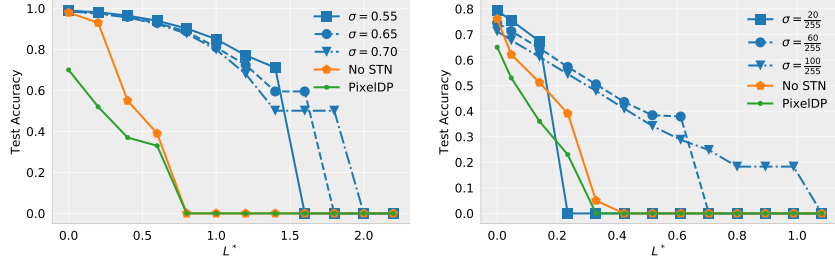 Test Accuracy
1.0
0.8
0.6
0.4
0.2
0.0
σ = 0.55
σ = 0.65
σ = 0.70
No STN
PixelDP
0.0 0.5 1.0 1.5 2.0
L*
Test Accuracy
0.8
0.7
0.6
0.5
0.4
0.3
0.2
0.1
0.0
σ = 20/255
σ = 60/255
σ = 100/255
No STN
PixelDP
0.0 0.2 0.4 0.6 0.8 1.0
L*